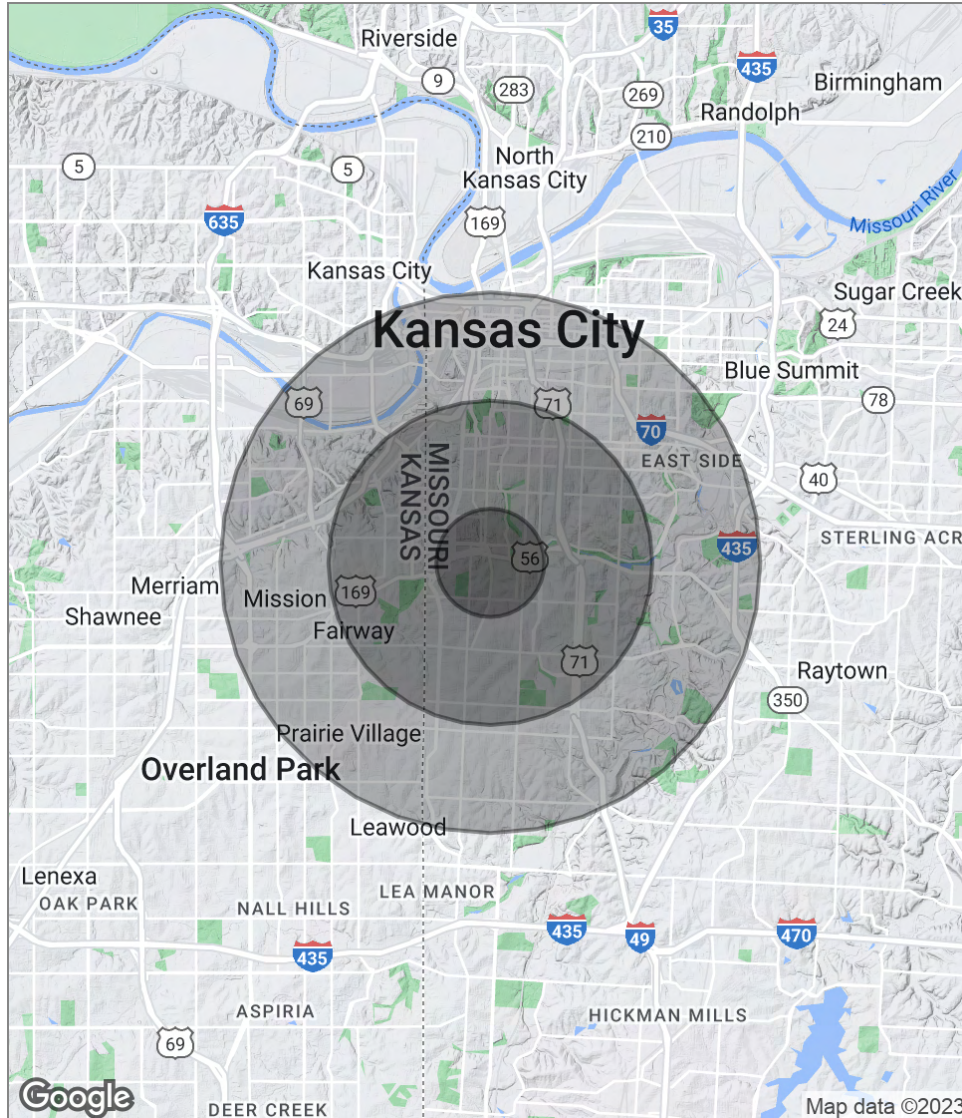 35
Riverside
435
9
283
269
Birmingham
Randolph
210
5
5
North
Kansas City
635
169
Missouri River
Kansas City
Sugar Creek
Kansas City
24
Blue Summit
69
71
78
70
MISSOURI
KANSAS
EAST SIDE
40
435
STERLING ACR
56
Merriam
Mission
169
Shawnee
Fairway
71
Raytown
350
Prairie Village
Overland Park
Leawood
Lenexa
OAK PARK
LEA MANOR
NALL HILLS
435
49
470
435
ASPIRIA
HICKMAN MILLS
69
Google
DEER CREEK
Map data ©2023